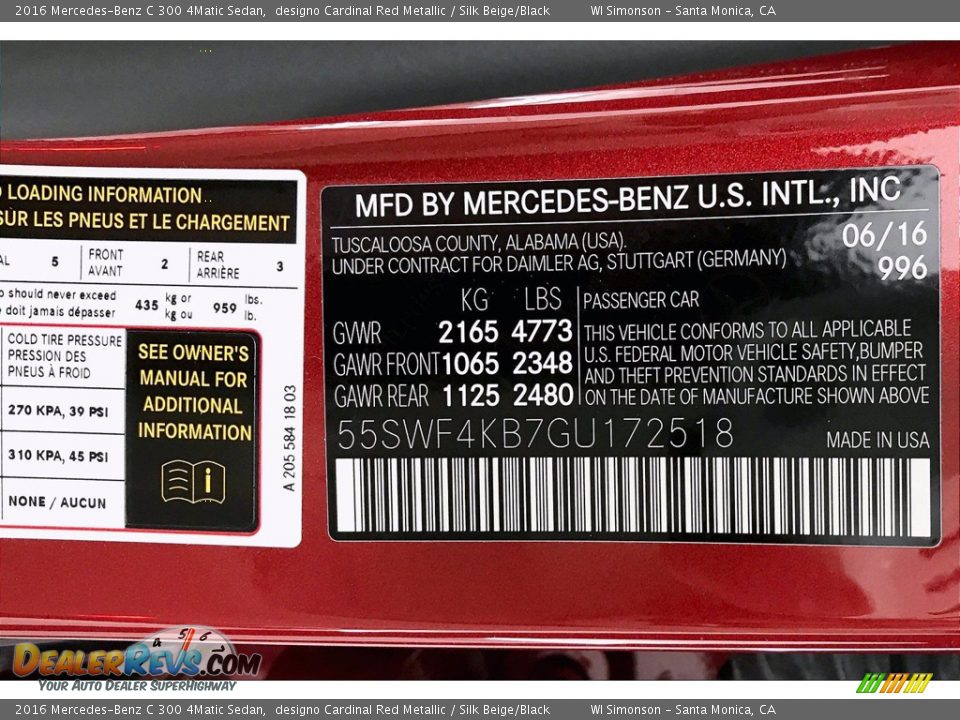 2016 Mercedes-Benz C 300 4Matic Sedan, designo Cardinal Red Metallic / Silk Beige/Black WI Simonson - Santa Monica, CA
LOADING INFORMATION
SUR LES PNEUS ET LE CHARGEMENT
5
FRONT
AVANT
2
REAR
ARRIÈRE
3
should never exceed
doit jamais dépasser
435 kg or
kg ou
959 lbs.
lb.
COLD TIRE PRESSURE
PRESSION DES
PNEUS À FROID
270 KPA, 39 PSI
310 KPA, 45 PSI
NONE / AUCUN
SEE OWNER'S
MANUAL FOR
ADDITIONAL
INFORMATION
i
A 205 584 18 03
MFD BY MERCEDES-BENZ U.S. INTL., INC
TUSCALOOSA COUNTY, ALABAMA (USA).
06/16
UNDER CONTRACT FOR DAIMLER AG, STUTTGART (GERMANY)
996
KG LBS
GVWR 2165 4773
GAWR FRONT 1065 2348
GAWR REAR 1125 2480
PASSENGER CAR
THIS VEHICLE CONFORMS TO ALL APPLICABLE
U.S. FEDERAL MOTOR VEHICLE SAFETY,BUMPER
AND THEFT PREVENTION STANDARDS IN EFFECT
ON THE DATE OF MANUFACTURE SHOWN ABOVE
55SWF4KB7GU172518
MADE IN USA
4 5 6
DEALERREVS.COM
YOUR AUTO DEALER SUPERHIGHWAY
2016 Mercedes-Benz C 300 4Matic Sedan, designo Cardinal Red Metallic / Silk Beige/Black WI Simonson - Santa Monica, CA